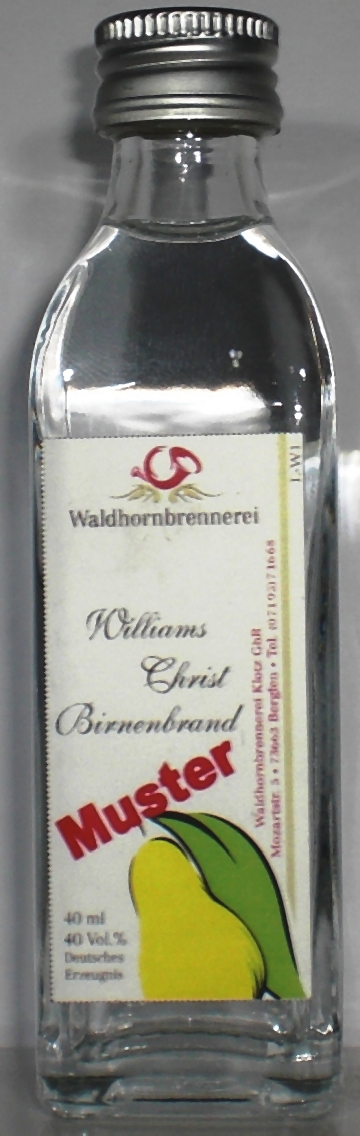 Waldhornbrennerei
Williams
Christ
Birnenbrand
Muster
40 ml
40 Vol.%
Deutsches
Erzeugnis
Waldhornbrennerei Klotz GbR
Mozartstr. 5 • 73663 Berglen • Tel. (07195)71668
L-W1